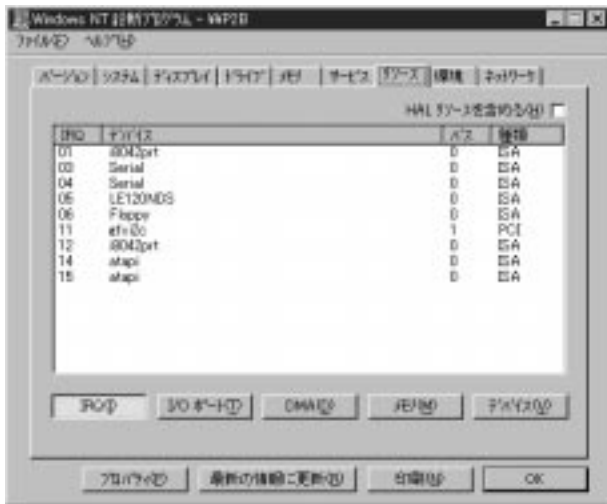 Windows NT 診断ﾌﾟﾛｸﾞﾗﾑ -
ﾌｧｲﾙ(F) ﾍﾙﾌﾟ(H)
ﾊﾞｰｼﾞｮﾝ ｼｽﾃﾑ ﾃﾞｨｽﾌﾟﾚｲ ﾄﾞﾗｲﾌﾞ ﾒﾓﾘ ｻｰﾋﾞｽ ﾘｿｰｽ 環境 ﾈｯﾄﾜｰｸ
HAL ﾘｿｰｽを含める(H)
IRQ ﾃﾞﾊﾞｲｽ ﾊﾞｽ 種類
01 i8042prt 0 ISA
03 Serial 0 ISA
04 Serial 0 ISA
05 LE120NDS 0 ISA
06 Floppy 0 ISA
11 1 PCI
12 i8042prt 0 ISA
14 atapi 0 ISA
15 atapi 0 ISA
IRQ(I) I/O ﾎﾟｰﾄ(T) DMA(D) ﾒﾓﾘ(M) ﾃﾞﾊﾞｲｽ(V)
ﾌﾟﾛﾊﾟﾃｨ(P) 最新の情報に更新(R) 印刷(N) OK